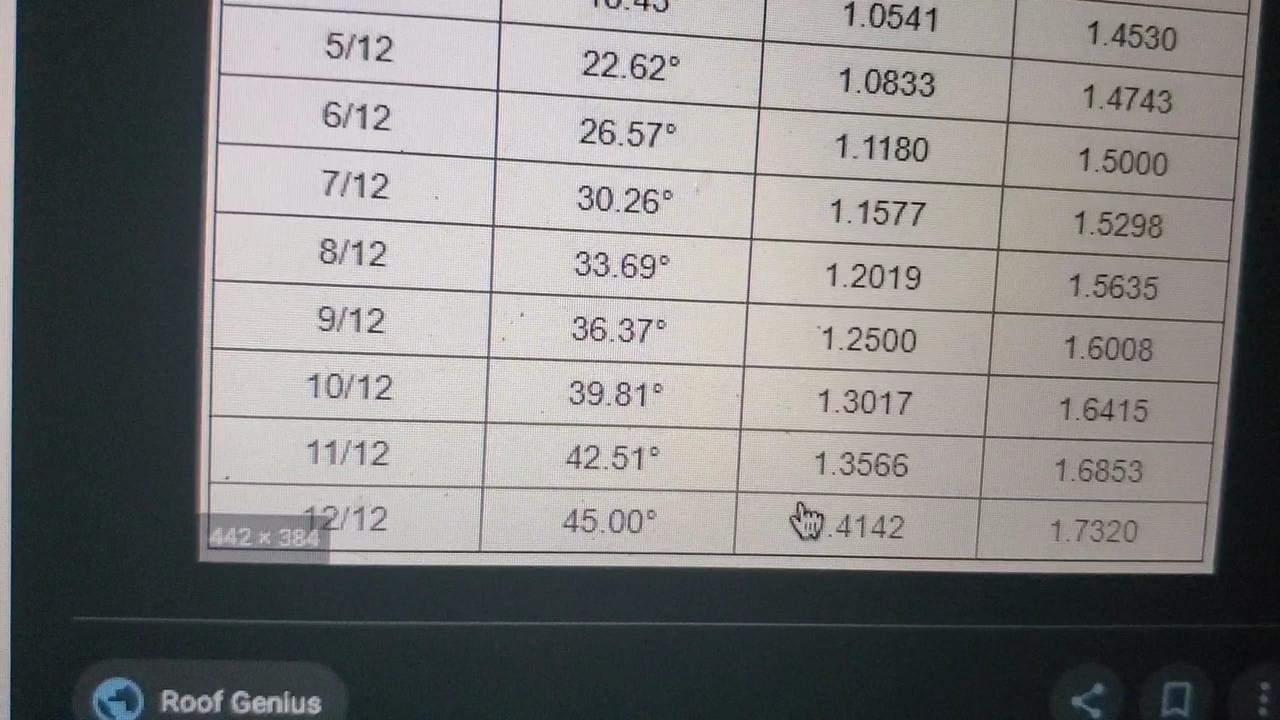 1.0541 1.4530
5/12 22.62° 1.0833 1.4743
6/12 26.57° 1.1180 1.5000
7/12 30.26° 1.1577 1.5298
8/12 33.69° 1.2019 1.5635
9/12 36.37° 1.2500 1.6008
10/12 39.81° 1.3017 1.6415
11/12 42.51° 1.3566 1.6853
12/12 45.00° .4142 1.7320
442 × 384
Roof Genius